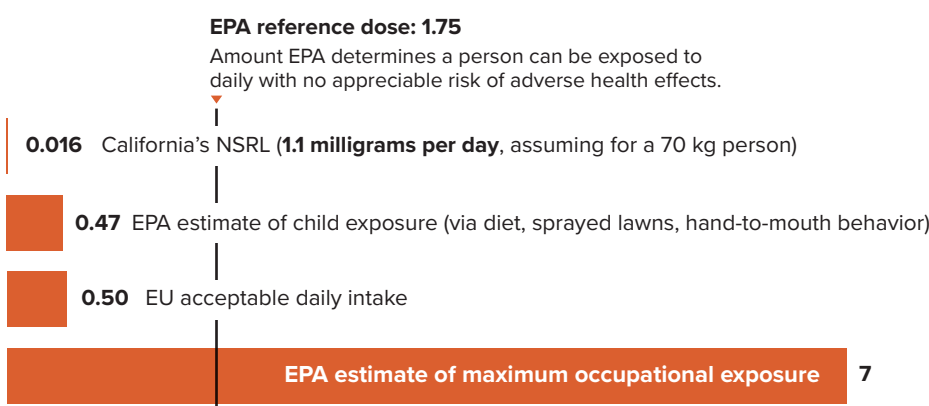 EPA reference dose: 1.75
Amount EPA determines a person can be exposed to
daily with no appreciable risk of adverse health effects.
0.016 California’s NSRL (1.1 milligrams per day, assuming for a 70 kg person)
0.47 EPA estimate of child exposure (via diet, sprayed lawns, hand-to-mouth behavior)
0.50 EU acceptable daily intake
EPA estimate of maximum occupational exposure 7